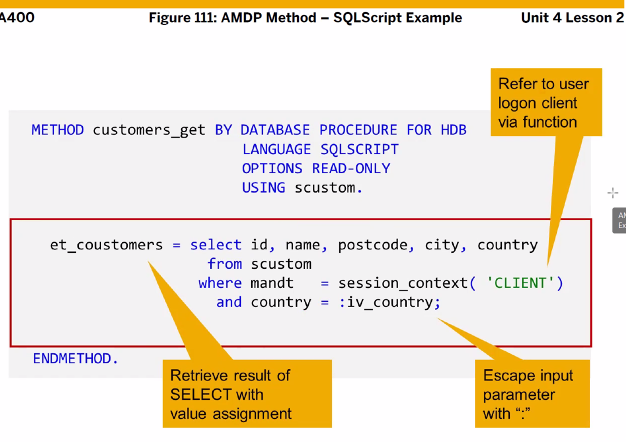 A400 Figure 111: AMDP Method – SQLScript Example Unit 4 Lesson 2
Refer to user
logon client
via function
METHOD customers_get BY DATABASE PROCEDURE FOR HDB
LANGUAGE SQLSCRIPT
OPTIONS READ-ONLY
USING scustom.
et_coustomers = select id, name, postcode, city, country
from scustom
where mandt = session_context( 'CLIENT')
and country = :iv_country;
ENDMETHOD.
Retrieve result of
SELECT with
value assignment
Escape input
parameter
with “:”